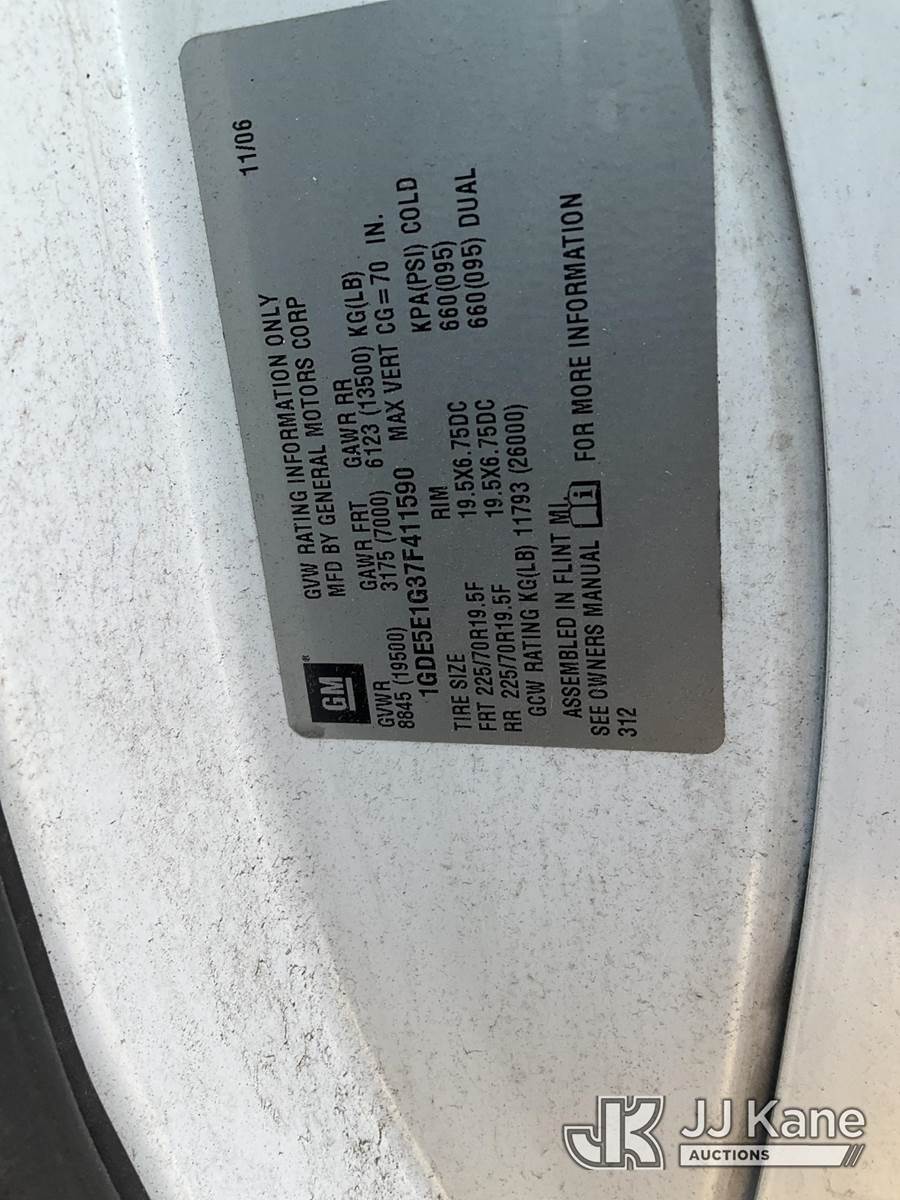 11/06
GM
GVW RATING INFORMATION ONLY
MFD BY GENERAL MOTORS CORP
GVWR GAWR FRT GAWR RR
8845 (19500) 3175 (7000) 6123 (13500) KG(LB)
1GDE5E1G37F411590 MAX VERT CG=70 IN.
TIRE SIZE RIM KPA(PSI) COLD
FRT 225/70R19.5F 19.5X6.75DC 660(095)
RR 225/70R19.5F 19.5X6.75DC 660(095) DUAL
GCW RATING KG(LB) 11793 (26000)
ASSEMBLED IN FLINT MI.
SEE OWNERS MANUAL i FOR MORE INFORMATION
312
JK JJ Kane
AUCTIONS